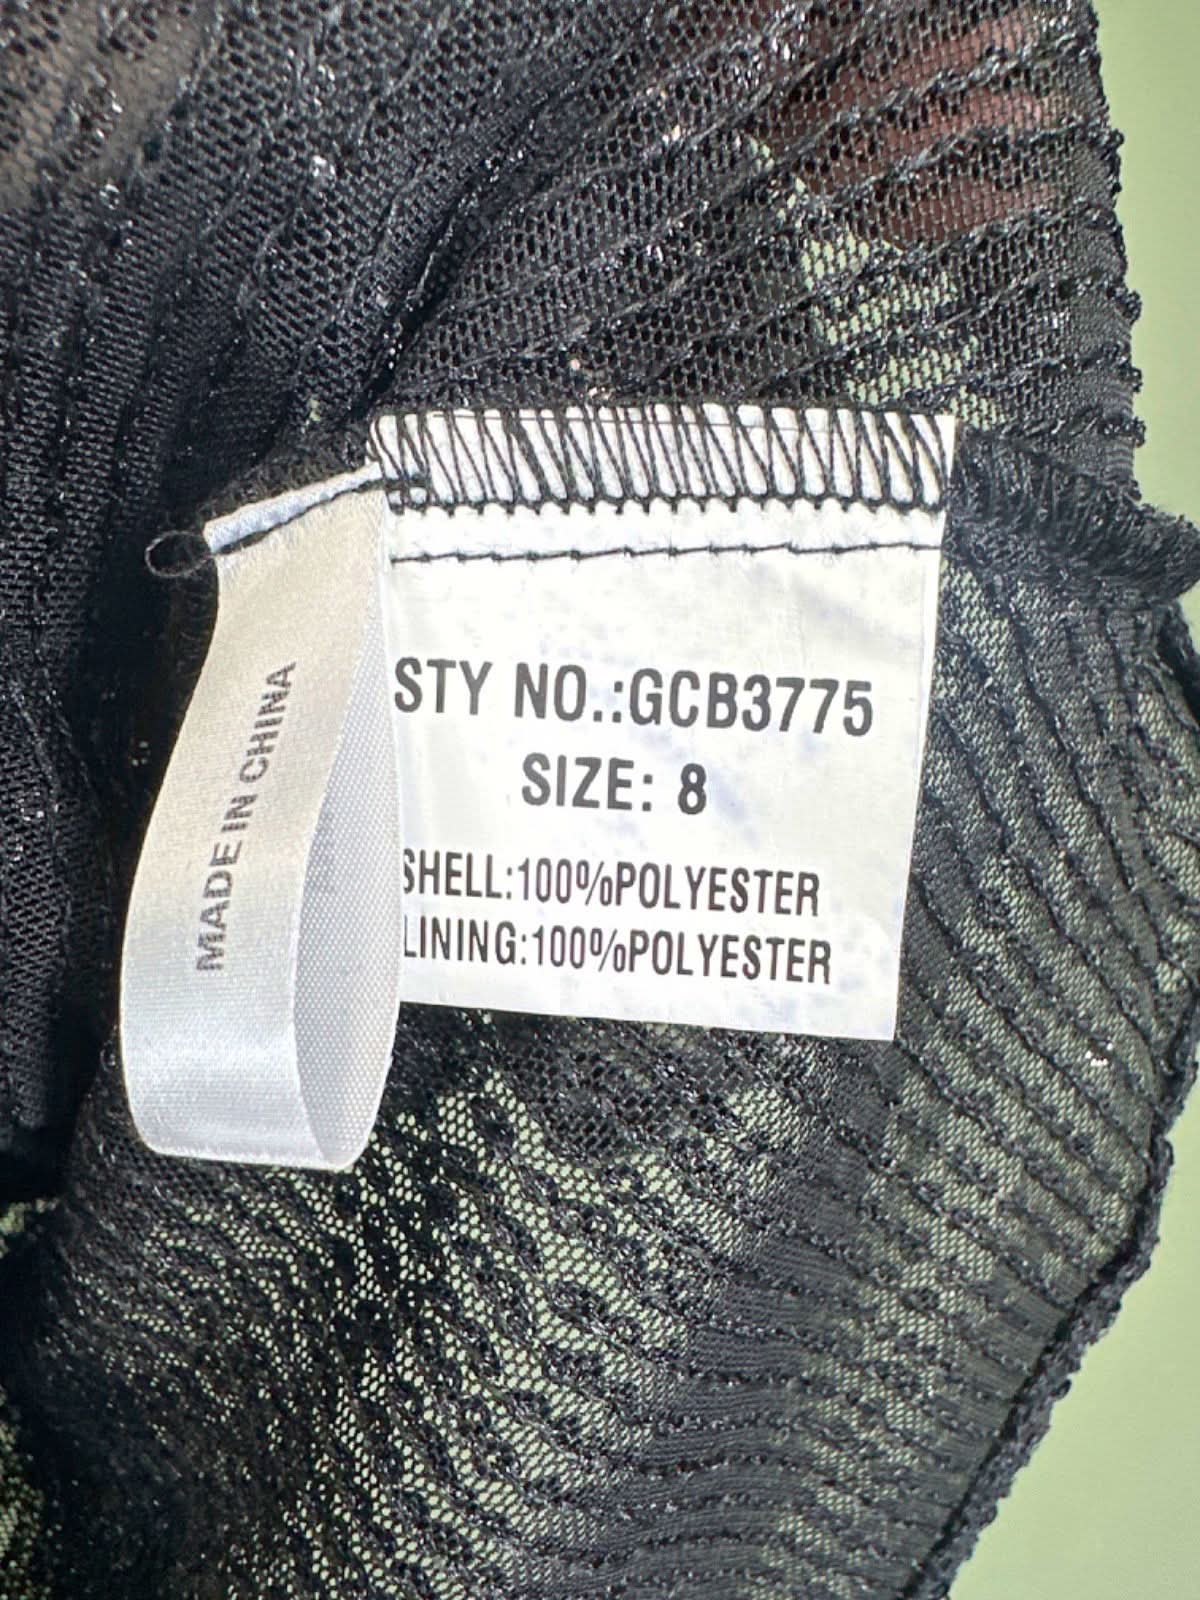 MADE IN CHINA
STY NO.:GCB3775
SIZE: 8
SHELL:100%POLYESTER
LINING:100%POLYESTER